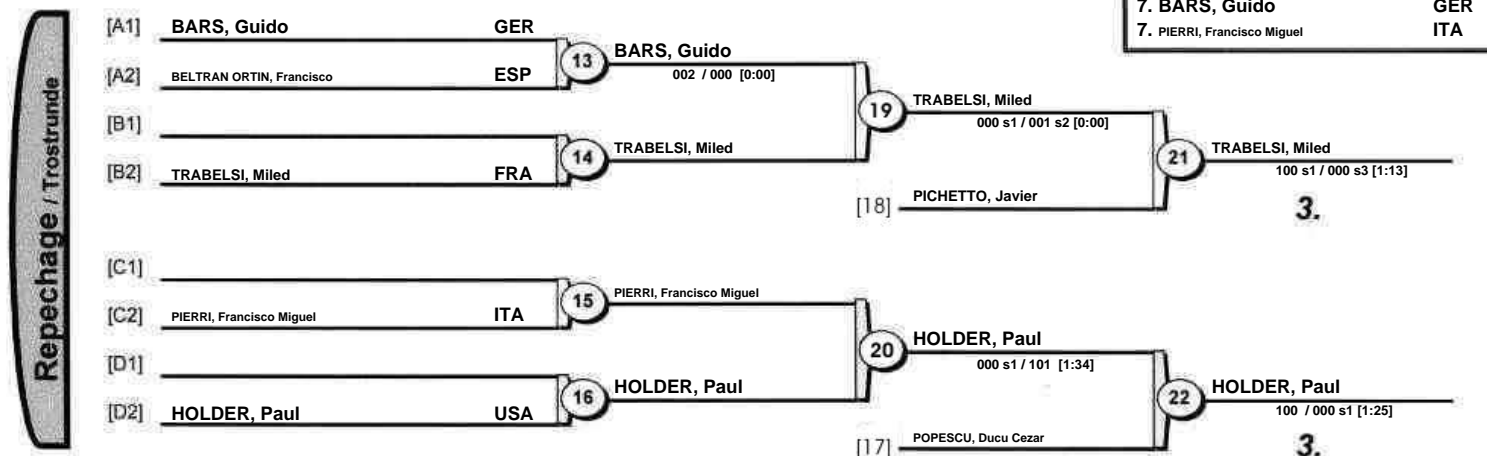 7. BARS, Guido GER
7. PIERRI, Francisco Miguel ITA
Repechage / Trostrunde
[A1] BARS, Guido GER
13 BARS, Guido
[A2] BELTRAN ORTIN, Francisco ESP
002 / 000 [0:00]
19 TRABELSI, Miled
000 s1 / 001 s2 [0:00]
[B1]
14 TRABELSI, Miled
21 TRABELSI, Miled
100 s1 / 000 s3 [1:13]
[B2] TRABELSI, Miled FRA
[18] PICHETTO, Javier
3.
[C1]
15 PIERRI, Francisco Miguel
[C2] PIERRI, Francisco Miguel ITA
20 HOLDER, Paul
000 s1 / 101 [1:34]
[D1]
16 HOLDER, Paul
22 HOLDER, Paul
100 / 000 s1 [1:25]
[D2] HOLDER, Paul USA
[17] POPESCU, Ducu Cezar
3.